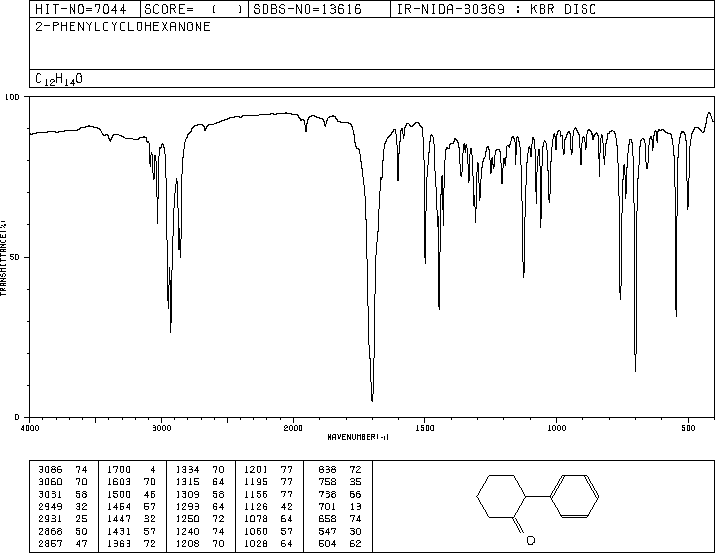 HIT-NO=7044 SCORE= ( ) SDBS-NO=13616 IR-NIDA-30369 : KBR DISC
2-PHENYLCYCLOHEXANONE
C12H14O
100
50
0
TRANSMITTANCE(%)
4000 3000 2000 1500 1000 500
WAVENUMBER(-1)
3086 74 1700 4 1334 70 1201 77 838 72
3060 70 1603 70 1315 64 1195 77 758 35
3031 58 1500 46 1309 58 1156 77 738 66
2949 32 1454 57 1293 64 1126 42 701 13
2931 25 1447 32 1250 72 1078 64 658 74
2868 50 1431 57 1240 74 1060 57 547 30
2857 47 1363 72 1208 70 1028 64 504 62
O